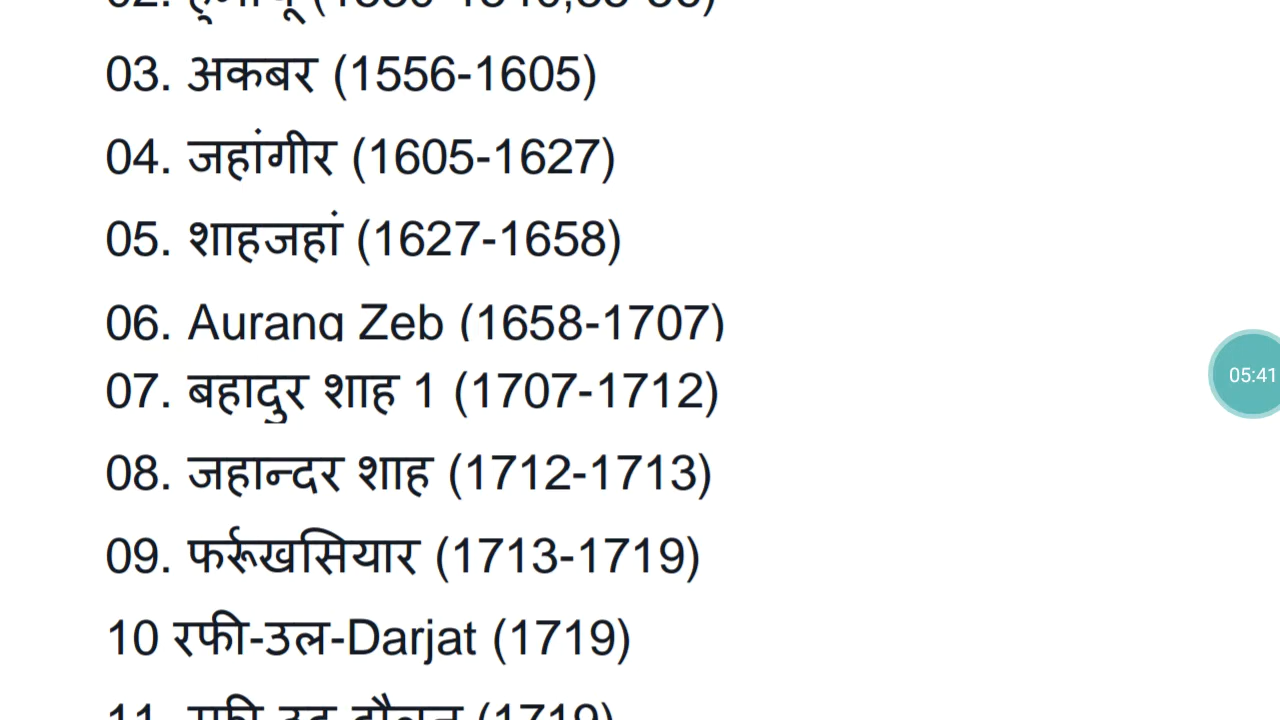 03. अकबर (1556-1605)
04. जहांगीर (1605-1627)
05. शाहजहां (1627-1658)
06. Aurang Zeb (1658-1707)
07. बहादुर शाह 1 (1707-1712)
05:41
08. जहान्दर शाह (1712-1713)
09. फर्रूखसियार (1713-1719)
10 रफी-उल-Darjat (1719)